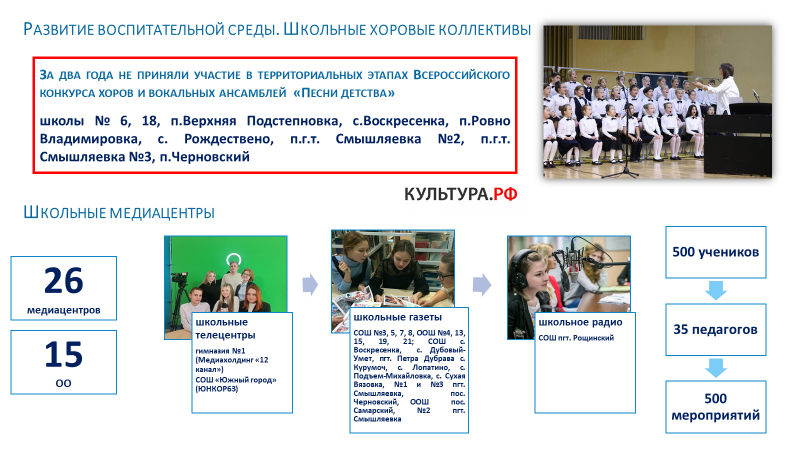 РАЗВИТИЕ ВОСПИТАТЕЛЬНОЙ СРЕДЫ. ШКОЛЬНЫЕ ХОРОВЫЕ КОЛЛЕКТИВЫ
ЗА ДВА ГОДА НЕ ПРИНЯЛИ УЧАСТИЕ В ТЕРРИТОРИАЛЬНЫХ ЭТАПАХ ВСЕРОССИЙСКОГО
КОНКУРСА ХОРОВ И ВОКАЛЬНЫХ АНСАМБЛЕЙ «ПЕСНИ ДЕТСТВА»
школы № 6, 18, п.Верхняя Подстепновка, с.Воскресенка, п.Ровно
Владимировка, с. Рождествено, п.г.т. Смышляевка №2, п.г.т.
Смышляевка №3, п.Черновский
КУЛЬТУРА.РФ
ШКОЛЬНЫЕ МЕДИАЦЕНТРЫ
26
медиацентров
15
ОО
школьные
телецентры
гимназия №1
(Медиахолдинг «12
канал»)
СОШ «Южный город»
(ЮНКОР63)
школьные газеты
СОШ №3, 5, 7, 8, ООШ №4, 13,
15, 19, 21; СОШ с.
Воскресенка, с. Дубовый-
Умет, пгт. Петра Дубрава с.
Курумоч, с. Лопатино, с.
Подъем-Михайловка, с. Сухая
Вязовка, №1 и №3 пгт.
Смышляевка, пос.
Черновский, ООШ пос.
Самарский, №2 пгт.
Смышляевка
школьное радио
СОШ пгт. Рощинский
500 учеников
35 педагогов
500
мероприятий